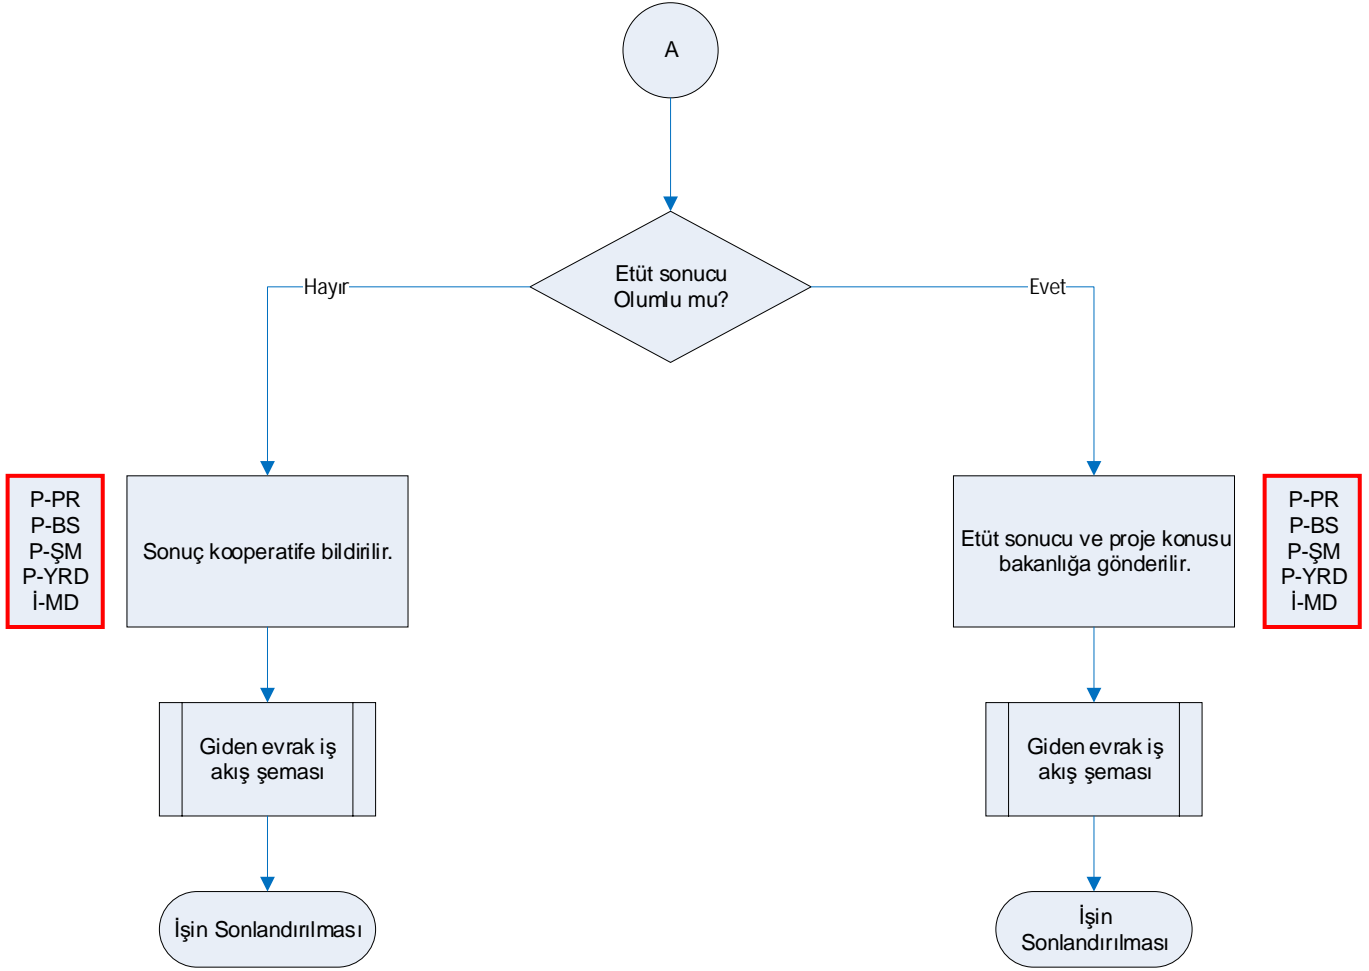 A
Etüt sonucu
Olumlu mu?
Hayır
Evet
P-PR
P-BS
P-ŞM
P-YRD
İ-MD
Sonuç kooperatife bildirilir.
Etüt sonucu ve proje konusu
bakanlığa gönderilir.
P-PR
P-BS
P-ŞM
P-YRD
İ-MD
Giden evrak iş
akış şeması
Giden evrak iş
akış şeması
İşin Sonlandırılması
İşin
Sonlandırılması